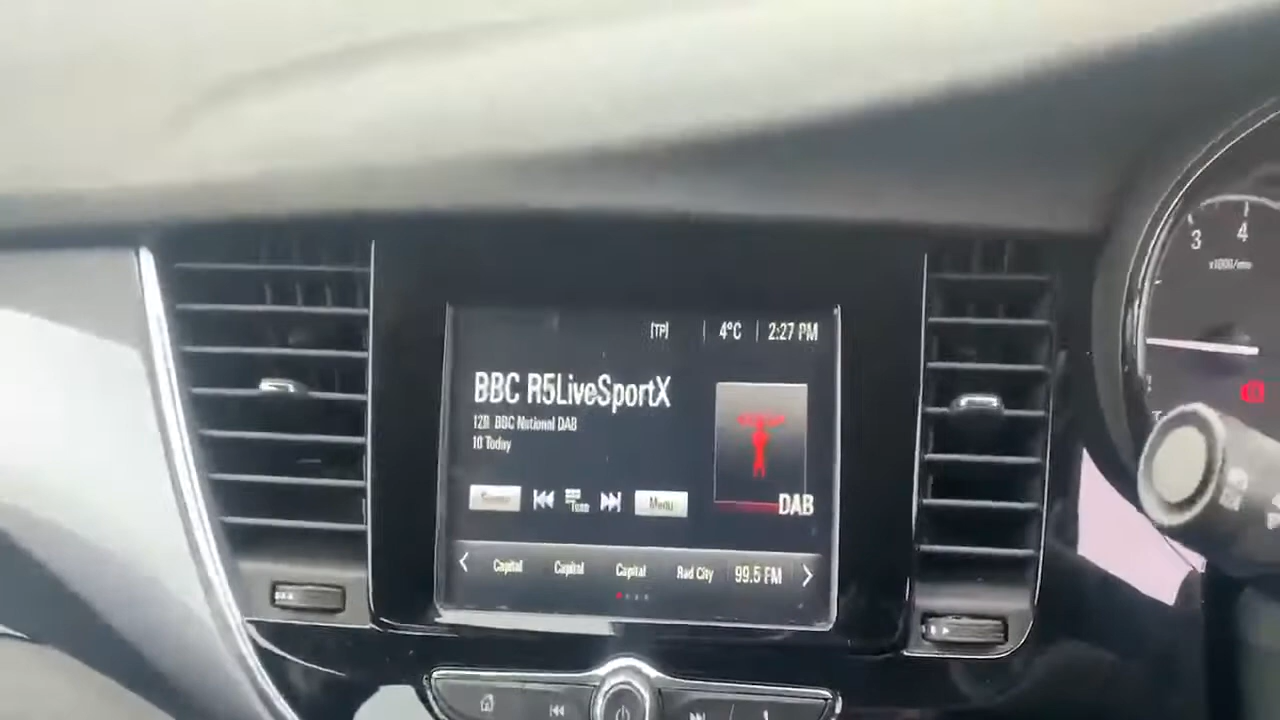 [TP] 4°C 2:27 PM
BBC R5LiveSportX
12B BBC National DAB
10 Today
Tune Menu
DAB
Capital Capital Capital Rad City 99.5 FM
3 4